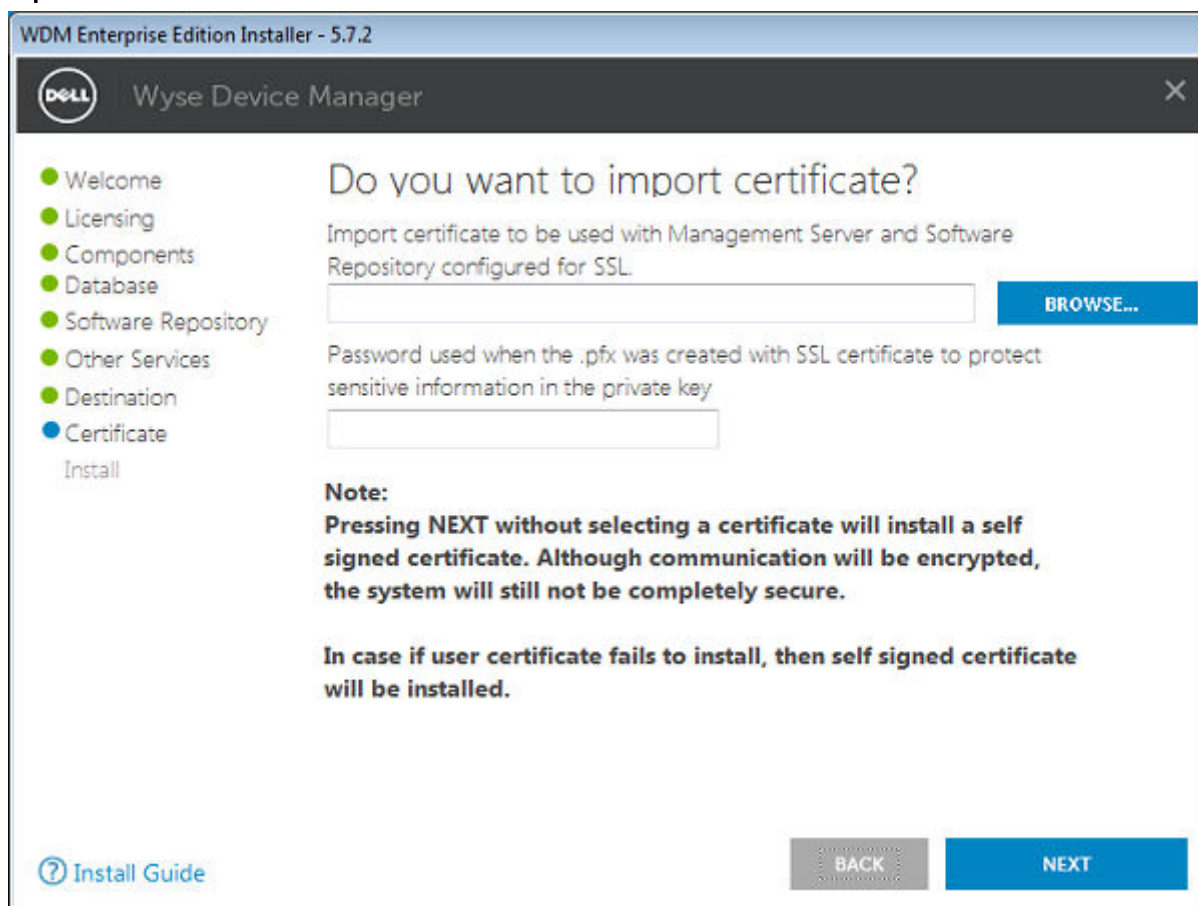 WDM Enterprise Edition Installer - 5.7.2
DELL
Wyse Device Manager
Welcome
Licensing
Components
Database
Software Repository
Other Services
Destination
Certificate
Install
Do you want to import certificate?
Import certificate to be used with Management Server and Software
Repository configured for SSL.
BROWSE...
Password used when the .pfx was created with SSL certificate to protect
sensitive information in the private key
Note:
Pressing NEXT without selecting a certificate will install a self
signed certificate. Although communication will be encrypted,
the system will still not be completely secure.
In case if user certificate fails to install, then self signed certificate
will be installed.
? Install Guide
BACK
NEXT